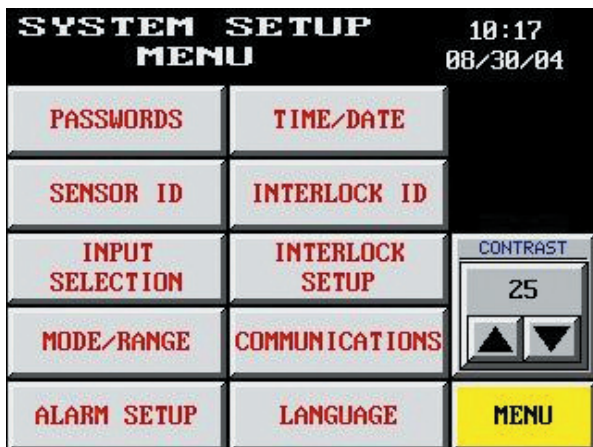 SYSTEM SETUP
MENU
10:17
08/30/04
PASSWORDS
TIME/DATE
SENSOR ID
INTERLOCK ID
INPUT
SELECTION
INTERLOCK
SETUP
CONTRAST
25
MODE/RANGE
COMMUNICATIONS
ALARM SETUP
LANGUAGE
MENU